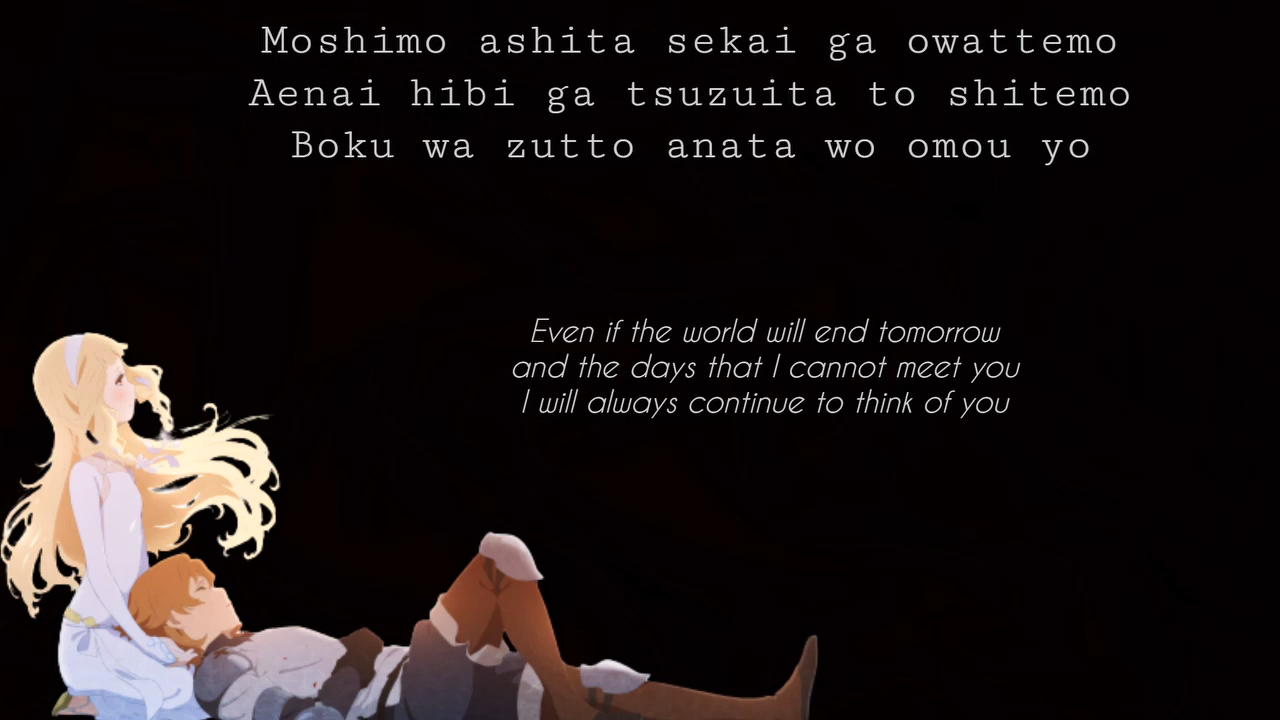 Moshimo ashita sekai ga owattemo
Aenai hibi ga tsuzuita to shitemo
Boku wa zutto anata wo omou yo
Even if the world will end tomorrow
and the days that I cannot meet you
I will always continue to think of you